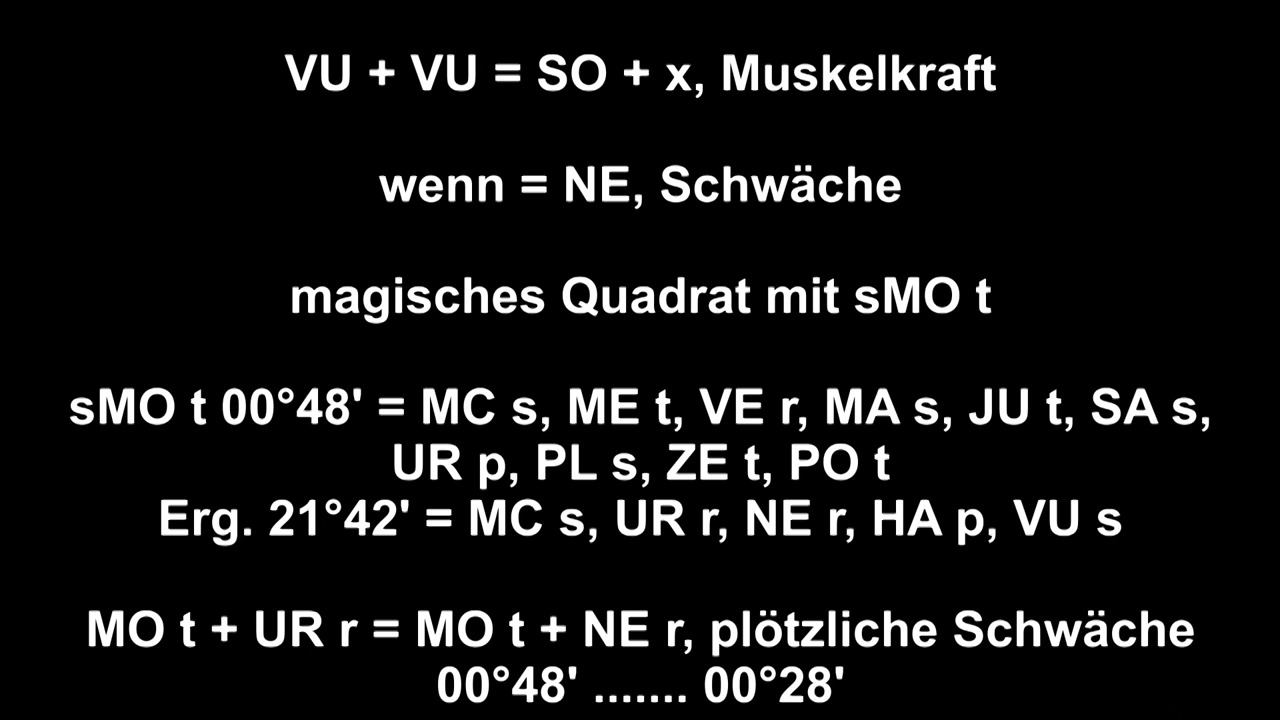 VU + VU = SO + x, Muskelkraft
wenn = NE, Schwäche
magisches Quadrat mit sMO t
sMO t 00°48' = MC s, ME t, VE r, MA s, JU t, SA s,
UR p, PL s, ZE t, PO t
Erg. 21°42' = MC s, UR r, NE r, HA p, VU s
MO t + UR r = MO t + NE r, plötzliche Schwäche
00°48' ....... 00°28'